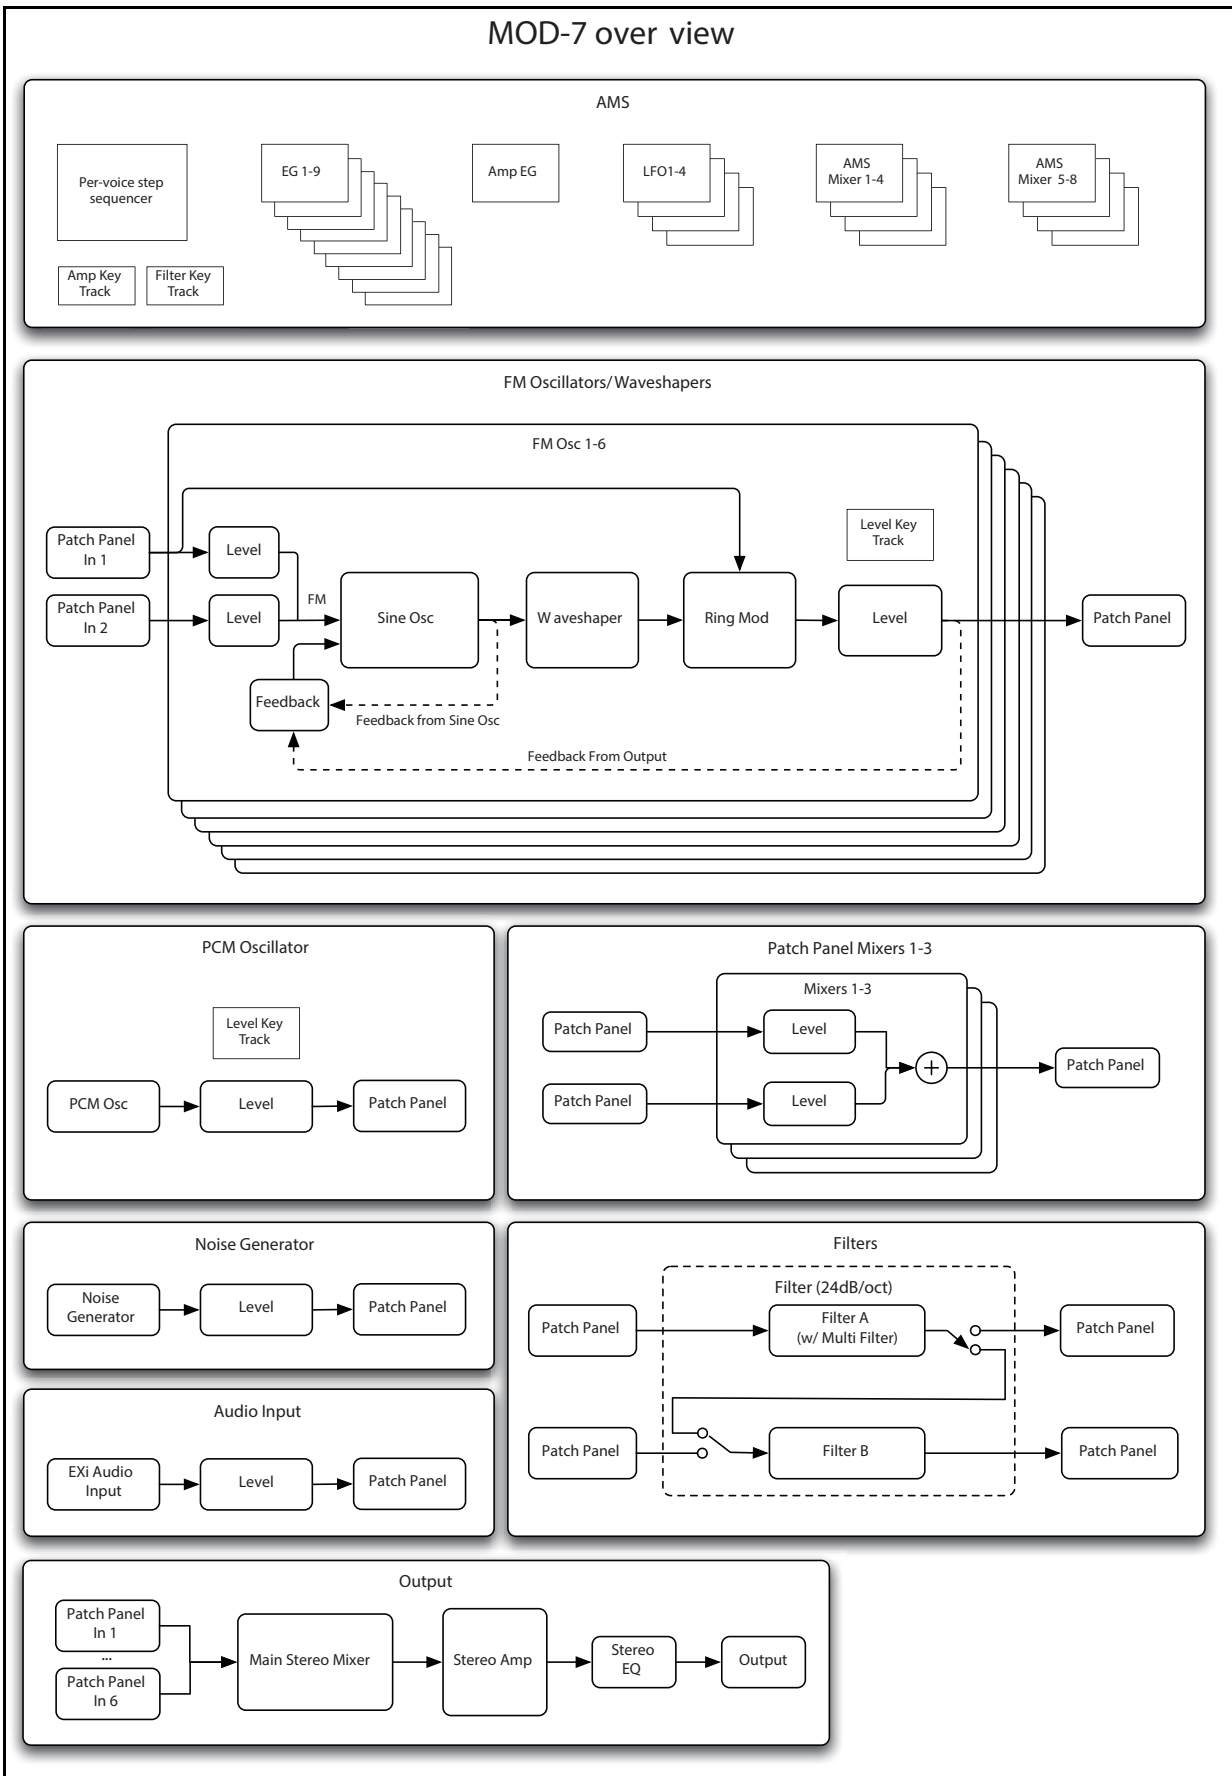 MOD-7 over view
AMS
Per-voice step
sequencer
EG 1-9
Amp EG
LFO1-4
AMS
Mixer 1-4
AMS
Mixer 5-8
Amp Key
Track
Filter Key
Track
FM Oscillators/Waveshapers
FM Osc 1-6
Patch Panel
In 1
Level
Level Key
Track
FM
Patch Panel
In 2
Level
Sine Osc
Waveshaper
Ring Mod
Level
Patch Panel
Feedback
Feedback from Sine Osc
Feedback From Output
PCM Oscillator
Level Key
Track
PCM Osc
Level
Patch Panel
Patch Panel Mixers 1-3
Mixers 1-3
Patch Panel
Level
Patch Panel
Level
+
Patch Panel
Noise Generator
Noise
Generator
Level
Patch Panel
Filters
Filter (24dB/oct)
Patch Panel
Filter A
(w/ Multi Filter)
Patch Panel
Patch Panel
Filter B
Patch Panel
Audio Input
EXi Audio
Input
Level
Patch Panel
Output
Patch Panel
In 1
...
Patch Panel
In 6
Main Stereo Mixer
Stereo Amp
Stereo
EQ
Output